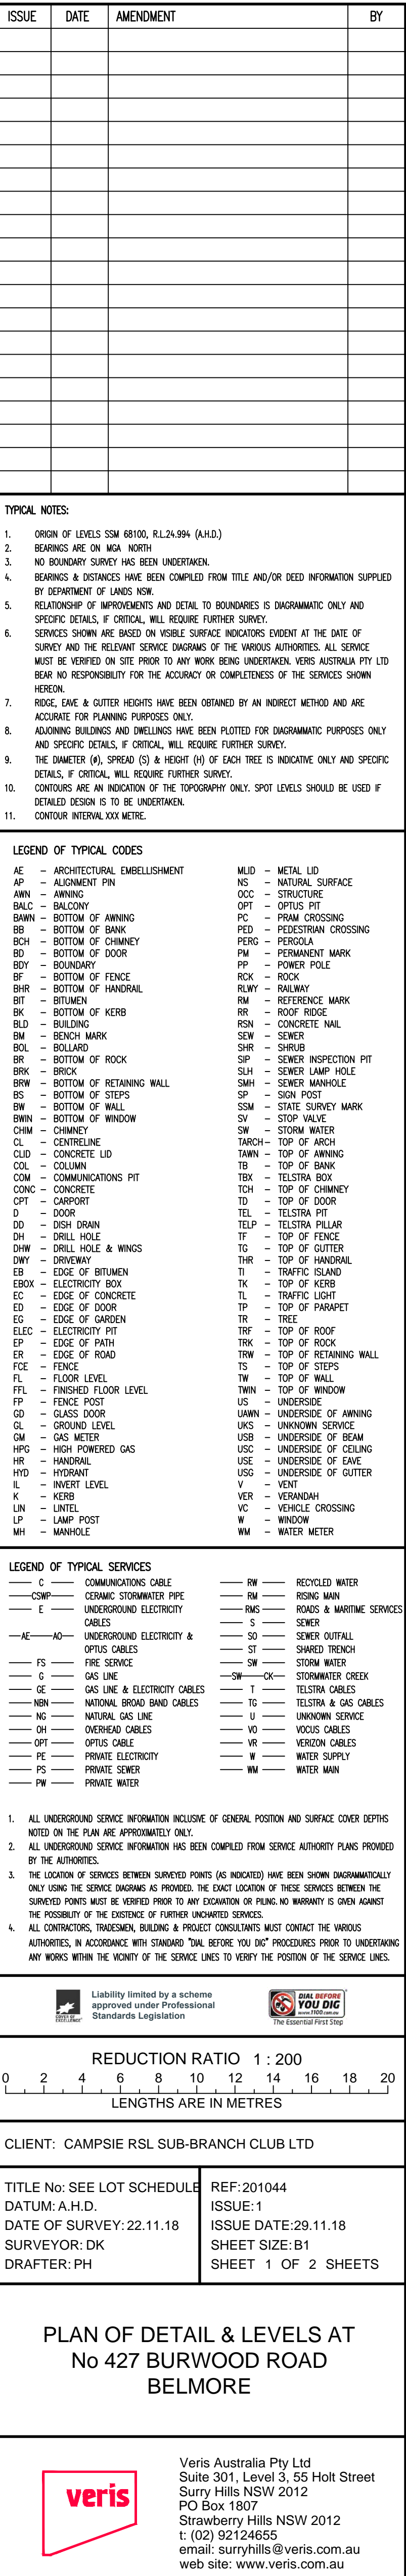 ISSUE DATE AMENDMENT BY
TYPICAL NOTES:
1. ORIGIN OF LEVELS SSM 68100, R.L.24.994 (A.H.D.)
2. BEARINGS ARE ON MGA NORTH
3. NO BOUNDARY SURVEY HAS BEEN UNDERTAKEN.
4. BEARINGS & DISTANCES HAVE BEEN COMPILED FROM TITLE AND/OR DEED INFORMATION SUPPLIED
BY DEPARTMENT OF LANDS NSW.
5. RELATIONSHIP OF IMPROVEMENTS AND DETAIL TO BOUNDARIES IS DIAGRAMMATIC ONLY AND
SPECIFIC DETAILS, IF CRITICAL, WILL REQUIRE FURTHER SURVEY.
6. SERVICES SHOWN ARE BASED ON VISIBLE SURFACE INDICATORS EVIDENT AT THE DATE OF
SURVEY AND THE RELEVANT SERVICE DIAGRAMS OF THE VARIOUS AUTHORITIES. ALL SERVICE
MUST BE VERIFIED ON SITE PRIOR TO ANY WORK BEING UNDERTAKEN. VERIS AUSTRALIA PTY LTD
BEAR NO RESPONSIBILITY FOR THE ACCURACY OR COMPLETENESS OF THE SERVICES SHOWN
HEREON.
7. RIDGE, EAVE & GUTTER HEIGHTS HAVE BEEN OBTAINED BY AN INDIRECT METHOD AND ARE
ACCURATE FOR PLANNING PURPOSES ONLY.
8. ADJOINING BUILDINGS AND DWELLINGS HAVE BEEN PLOTTED FOR DIAGRAMMATIC PURPOSES ONLY
AND SPECIFIC DETAILS, IF CRITICAL, WILL REQUIRE FURTHER SURVEY.
9. THE DIAMETER (ø), SPREAD (S) & HEIGHT (H) OF EACH TREE IS INDICATIVE ONLY AND SPECIFIC
DETAILS, IF CRITICAL, WILL REQUIRE FURTHER SURVEY.
10. CONTOURS ARE AN INDICATION OF THE TOPOGRAPHY ONLY. SPOT LEVELS SHOULD BE USED IF
DETAILED DESIGN IS TO BE UNDERTAKEN.
11. CONTOUR INTERVAL XXX METRE.
LEGEND OF TYPICAL CODES
AE – ARCHITECTURAL EMBELLISHMENT
AP – ALIGNMENT PIN
AWN – AWNING
BALC – BALCONY
BAWN – BOTTOM OF AWNING
BB – BOTTOM OF BANK
BCH – BOTTOM OF CHIMNEY
BD – BOTTOM OF DOOR
BDY – BOUNDARY
BF – BOTTOM OF FENCE
BHR – BOTTOM OF HANDRAIL
BIT – BITUMEN
BK – BOTTOM OF KERB
BLD – BUILDING
BM – BENCH MARK
BOL – BOLLARD
BR – BOTTOM OF ROCK
BRK – BRICK
BRW – BOTTOM OF RETAINING WALL
BS – BOTTOM OF STEPS
BW – BOTTOM OF WALL
BWIN – BOTTOM OF WINDOW
CHIM – CHIMNEY
CL – CENTRELINE
CLID – CONCRETE LID
COL – COLUMN
COM – COMMUNICATIONS PIT
CONC – CONCRETE
CPT – CARPORT
D – DOOR
DD – DISH DRAIN
DH – DRILL HOLE
DHW – DRILL HOLE & WINGS
DWY – DRIVEWAY
EB – EDGE OF BITUMEN
EBOX – ELECTRICITY BOX
EC – EDGE OF CONCRETE
ED – EDGE OF DOOR
EG – EDGE OF GARDEN
ELEC – ELECTRICITY PIT
EP – EDGE OF PATH
ER – EDGE OF ROAD
FCE – FENCE
FL – FLOOR LEVEL
FFL – FINISHED FLOOR LEVEL
FP – FENCE POST
GD – GLASS DOOR
GL – GROUND LEVEL
GM – GAS METER
HPG – HIGH POWERED GAS
HR – HANDRAIL
HYD – HYDRANT
IL – INVERT LEVEL
K – KERB
LIN – LINTEL
LP – LAMP POST
MH – MANHOLE
MLID – METAL LID
NS – NATURAL SURFACE
OCC – STRUCTURE
OPT – OPTUS PIT
PC – PRAM CROSSING
PED – PEDESTRIAN CROSSING
PERG – PERGOLA
PM – PERMANENT MARK
PP – POWER POLE
RCK – ROCK
RLWY – RAILWAY
RM – REFERENCE MARK
RR – ROOF RIDGE
RSN – CONCRETE NAIL
SEW – SEWER
SHR – SHRUB
SIP – SEWER INSPECTION PIT
SLH – SEWER LAMP HOLE
SMH – SEWER MANHOLE
SP – SIGN POST
SSM – STATE SURVEY MARK
SV – STOP VALVE
SW – STORM WATER
TARCH – TOP OF ARCH
TAWN – TOP OF AWNING
TB – TOP OF BANK
TBX – TELSTRA BOX
TCH – TOP OF CHIMNEY
TD – TOP OF DOOR
TEL – TELSTRA PIT
TELP – TELSTRA PILLAR
TF – TOP OF FENCE
TG – TOP OF GUTTER
THR – TOP OF HANDRAIL
TI – TRAFFIC ISLAND
TK – TOP OF KERB
TL – TRAFFIC LIGHT
TP – TOP OF PARAPET
TR – TREE
TRF – TOP OF ROOF
TRK – TOP OF ROCK
TRW – TOP OF RETAINING WALL
TS – TOP OF STEPS
TW – TOP OF WALL
TWIN – TOP OF WINDOW
US – UNDERSIDE
UAWN – UNDERSIDE OF AWNING
UKS – UNKNOWN SERVICE
USB – UNDERSIDE OF BEAM
USC – UNDERSIDE OF CEILING
USE – UNDERSIDE OF EAVE
USG – UNDERSIDE OF GUTTER
V – VENT
VER – VERANDAH
VC – VEHICLE CROSSING
W – WINDOW
WM – WATER METER
LEGEND OF TYPICAL SERVICES
C COMMUNICATIONS CABLE
CSWP CERAMIC STORMWATER PIPE
E UNDERGROUND ELECTRICITY
CABLES
AE AO UNDERGROUND ELECTRICITY &
OPTUS CABLES
FS FIRE SERVICE
G GAS LINE
GE GAS LINE & ELECTRICITY CABLES
NBN NATIONAL BROAD BAND CABLES
NG NATURAL GAS LINE
OH OVERHEAD CABLES
OPT OPTUS CABLE
PE PRIVATE ELECTRICITY
PS PRIVATE SEWER
PW PRIVATE WATER
RW RECYCLED WATER
RM RISING MAIN
RMS ROADS & MARITIME SERVICES
S SEWER
SO SEWER OUTFALL
ST SHARED TRENCH
SW STORM WATER
SW CK STORMWATER CREEK
T TELSTRA CABLES
TG TELSTRA & GAS CABLES
U UNKNOWN SERVICE
VO VOCUS CABLES
VR VERIZON CABLES
W WATER SUPPLY
WM WATER MAIN
1. ALL UNDERGROUND SERVICE INFORMATION INCLUSIVE OF GENERAL POSITION AND SURFACE COVER DEPTHS
NOTED ON THE PLAN ARE APPROXIMATELY ONLY.
2. ALL UNDERGROUND SERVICE INFORMATION HAS BEEN COMPILED FROM SERVICE AUTHORITY PLANS PROVIDED
BY THE AUTHORITIES.
3. THE LOCATION OF SERVICES BETWEEN SURVEYED POINTS (AS INDICATED) HAVE BEEN SHOWN DIAGRAMMATICALLY
ONLY USING THE SERVICE DIAGRAMS AS PROVIDED. THE EXACT LOCATION OF THESE SERVICES BETWEEN THE
SURVEYED POINTS MUST BE VERIFIED PRIOR TO ANY EXCAVATION OR PILING. NO WARRANTY IS GIVEN AGAINST
THE POSSIBILITY OF THE EXISTENCE OF FURTHER UNCHARTED SERVICES.
4. ALL CONTRACTORS, TRADESMEN, BUILDING & PROJECT CONSULTANTS MUST CONTACT THE VARIOUS
AUTHORITIES, IN ACCORDANCE WITH STANDARD "DIAL BEFORE YOU DIG" PROCEDURES PRIOR TO UNDERTAKING
ANY WORKS WITHIN THE VICINITY OF THE SERVICE LINES TO VERIFY THE POSITION OF THE SERVICE LINES.
COVER OF
EXCELLENCE
Liability limited by a scheme
approved under Professional
Standards Legislation
DIAL BEFORE
YOU DIG
www.1100.com.au
The Essential First Step
REDUCTION RATIO 1 : 200
0 2 4 6 8 10 12 14 16 18 20
LENGTHS ARE IN METRES
CLIENT: CAMPSIE RSL SUB-BRANCH CLUB LTD
TITLE No: SEE LOT SCHEDULE
DATUM: A.H.D.
DATE OF SURVEY: 22.11.18
SURVEYOR: DK
DRAFTER: PH
REF: 201044
ISSUE: 1
ISSUE DATE: 29.11.18
SHEET SIZE: B1
SHEET 1 OF 2 SHEETS
PLAN OF DETAIL & LEVELS AT
No 427 BURWOOD ROAD
BELMORE
veris
Veris Australia Pty Ltd
Suite 301, Level 3, 55 Holt Street
Surry Hills NSW 2012
PO Box 1807
Strawberry Hills NSW 2012
t: (02) 92124655
email: surryhills@veris.com.au
web site: www.veris.com.au